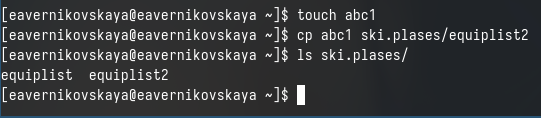 [eavernikovskaya@eavernikovskaya ~]$ touch abc1
[eavernikovskaya@eavernikovskaya ~]$ cp abc1 ski.plases/equiplist2
[eavernikovskaya@eavernikovskaya ~]$ ls ski.plases/
equiplist  equiplist2
[eavernikovskaya@eavernikovskaya ~]$